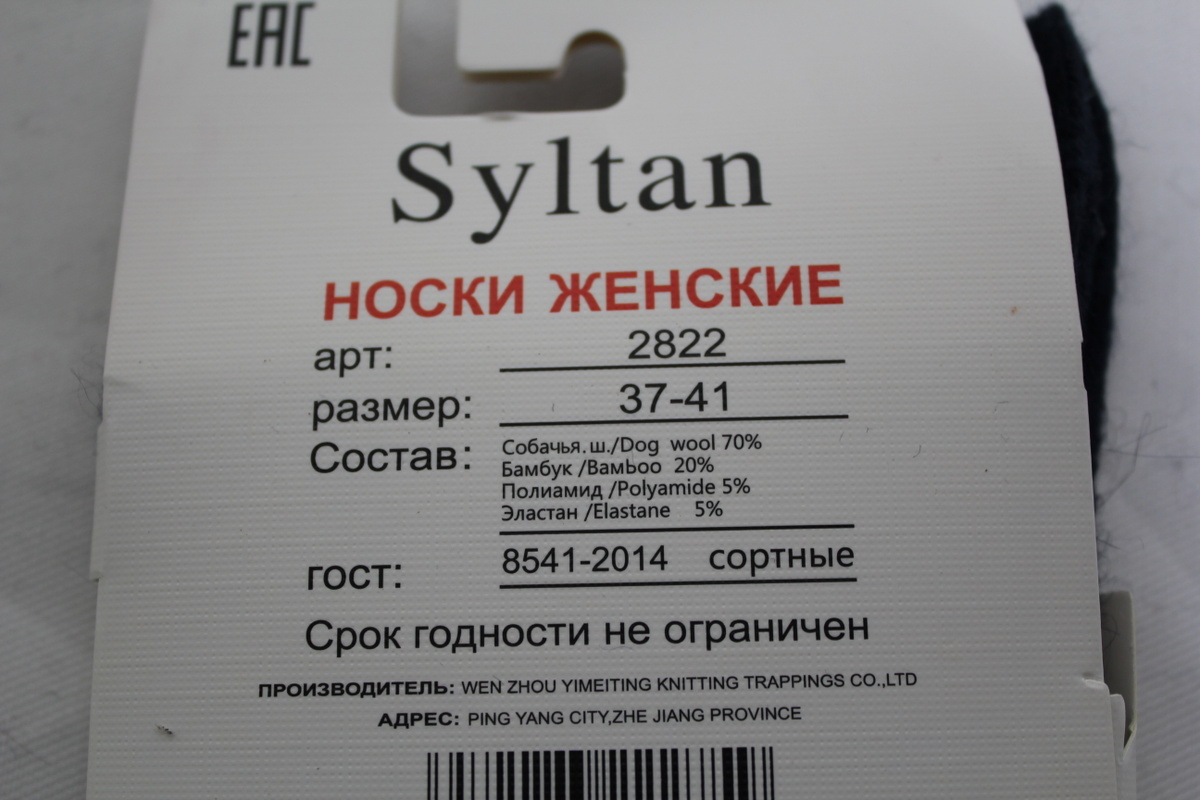 EAC
Syltan
НОСКИ ЖЕНСКИЕ
арт: 2822
размер: 37-41
Состав: Собачья.ш./Dog wool 70%
Бамбук /Bamboo 20%
Полиамид /Polyamide 5%
Эластан /Elastane 5%
гост: 8541-2014 сортные
Срок годности не ограничен
ПРОИЗВОДИТЕЛЬ: WEN ZHOU YIMEITING KNITTING TRAPPINGS CO.,LTD
АДРЕС: PING YANG CITY,ZHE JIANG PROVINCE